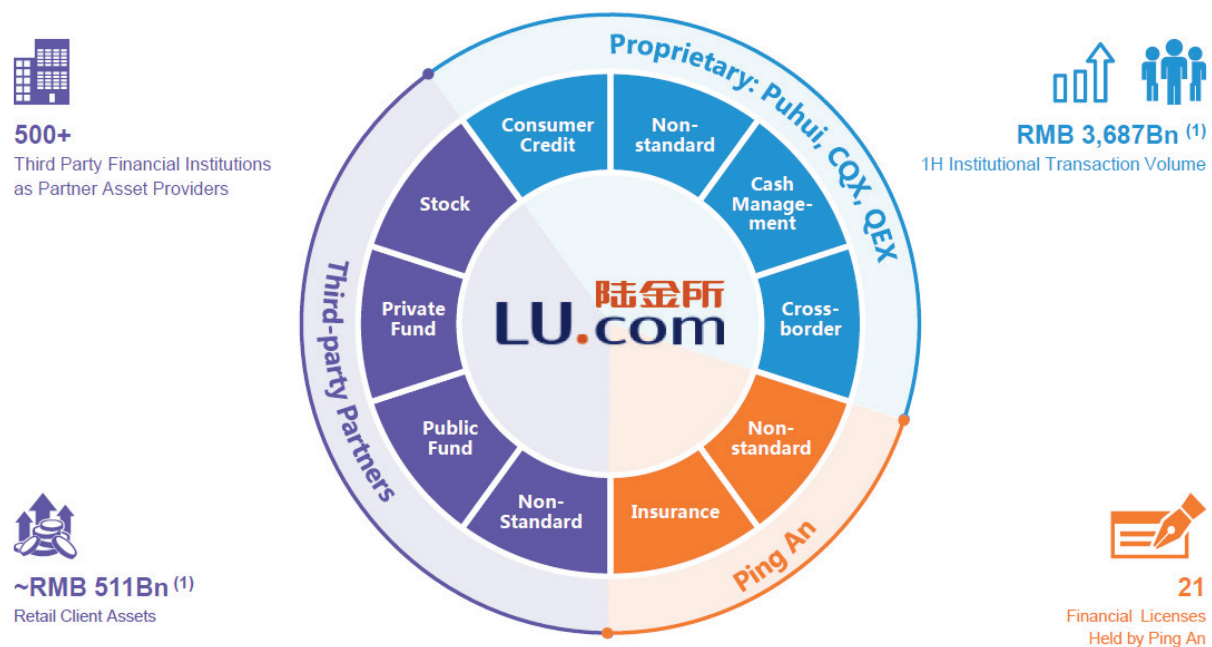 500+
Third Party Financial Institutions
as Partner Asset Providers
~RMB 511Bn (1)
Retail Client Assets
Proprietary: Puhui, CQX, QEX
Consumer
Credit
Non-
standard
Cash
Manage-
ment
Cross-
border
Third-party Partners
Stock
Private
Fund
Public
Fund
Non-
Standard
Ping An
Non-
standard
Insurance
陆金所
LU.com
RMB 3,687Bn (1)
1H Institutional Transaction Volume
21
Financial Licenses
Held by Ping An